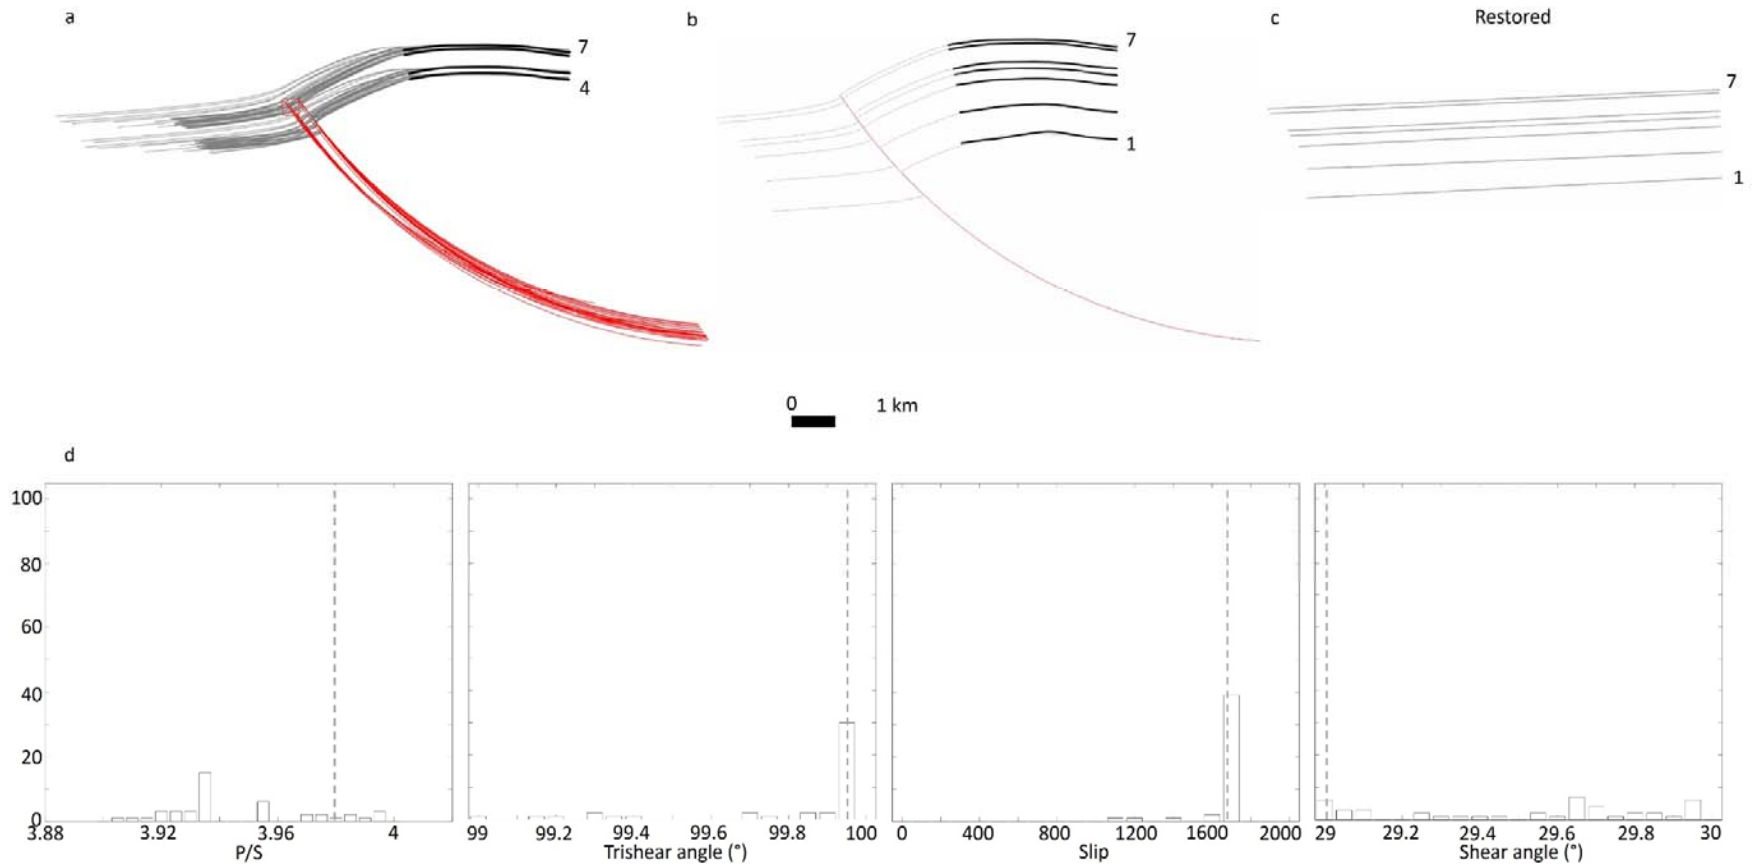 a
7
4
b
7
1
c
Restored
7
1
0 1 km
d
100
80
60
40
20
0
3.88 3.92 3.96 4
P/S
99 99.2 99.4 99.6 99.8 100
Trishear angle (°)
0 400 800 1200 1600 2000
Slip
29 29.2 29.4 29.6 29.8 30
Shear angle (°)